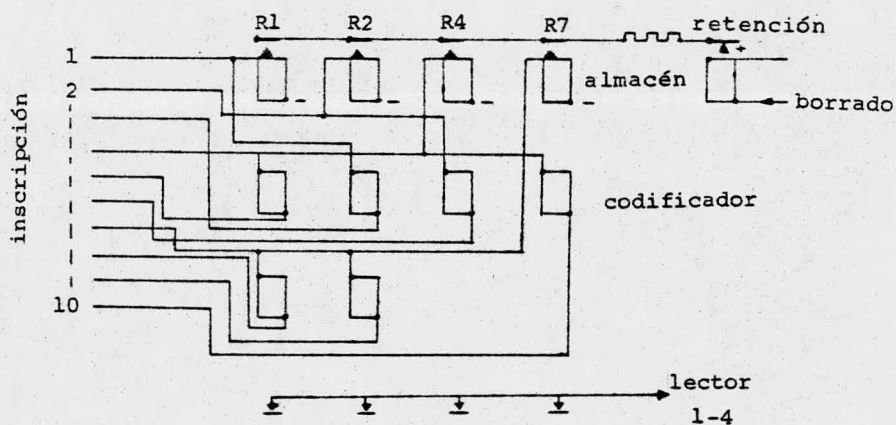 R1 R2 R4 R7 retención
1 +
almacén
2 - - - -
borrado
inscripción
codificador
10
lector
1-4